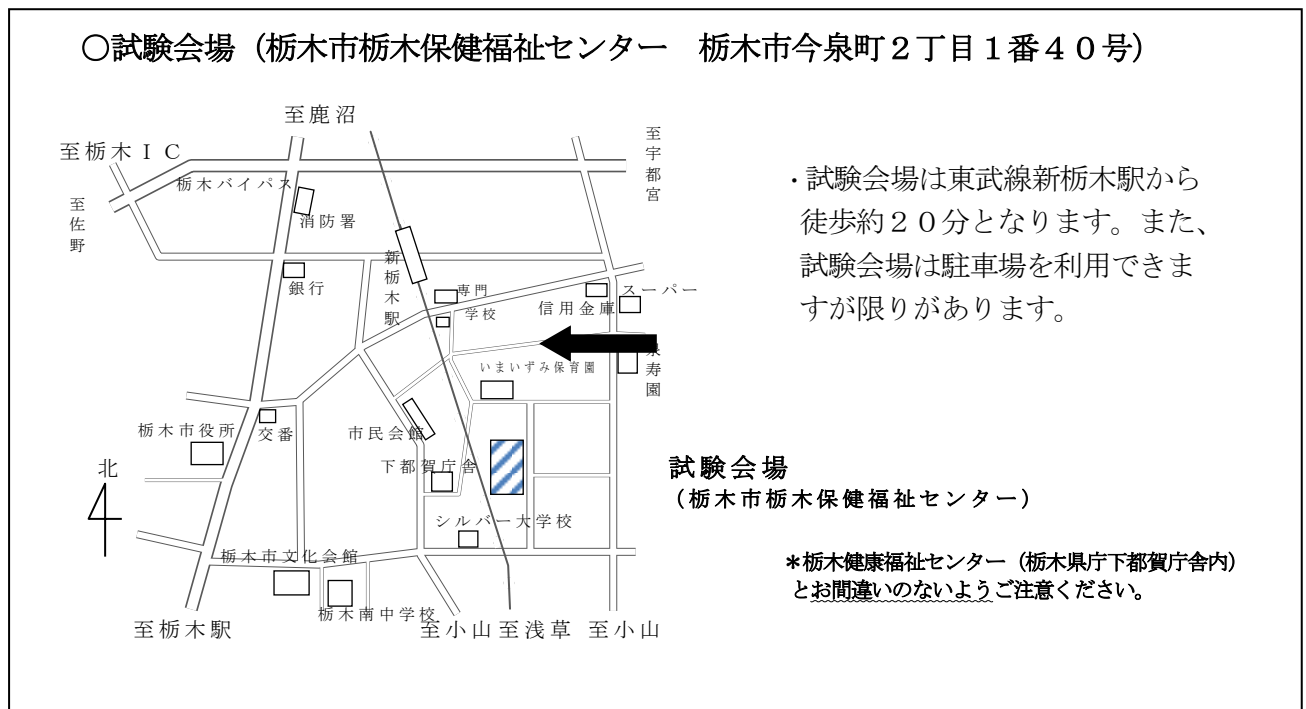 ○試験会場（栃木市栃木保健福祉センター　栃木市今泉町２丁目１番４０号）
至鹿沼
至宇都宮
至栃木ＩＣ
栃木バイパス
至佐野
消防署
新栃木駅
銀行
専門
学校
信用金庫
スーパー
泉寿園
いまいずみ保育園
・試験会場は東武線新栃木駅から
徒歩約２０分となります。また、
試験会場は駐車場を利用できま
すが限りがあります。
栃木市役所
交番
市民会館
北
下都賀庁舎
試験会場
（栃木市栃木保健福祉センター）
シルバー大学校
栃木市文化会館
＊栃木健康福祉センター（栃木県庁下都賀庁舎内）
とお間違いのないようご注意ください。
栃木南中学校
至栃木駅
至小山
至浅草
至小山